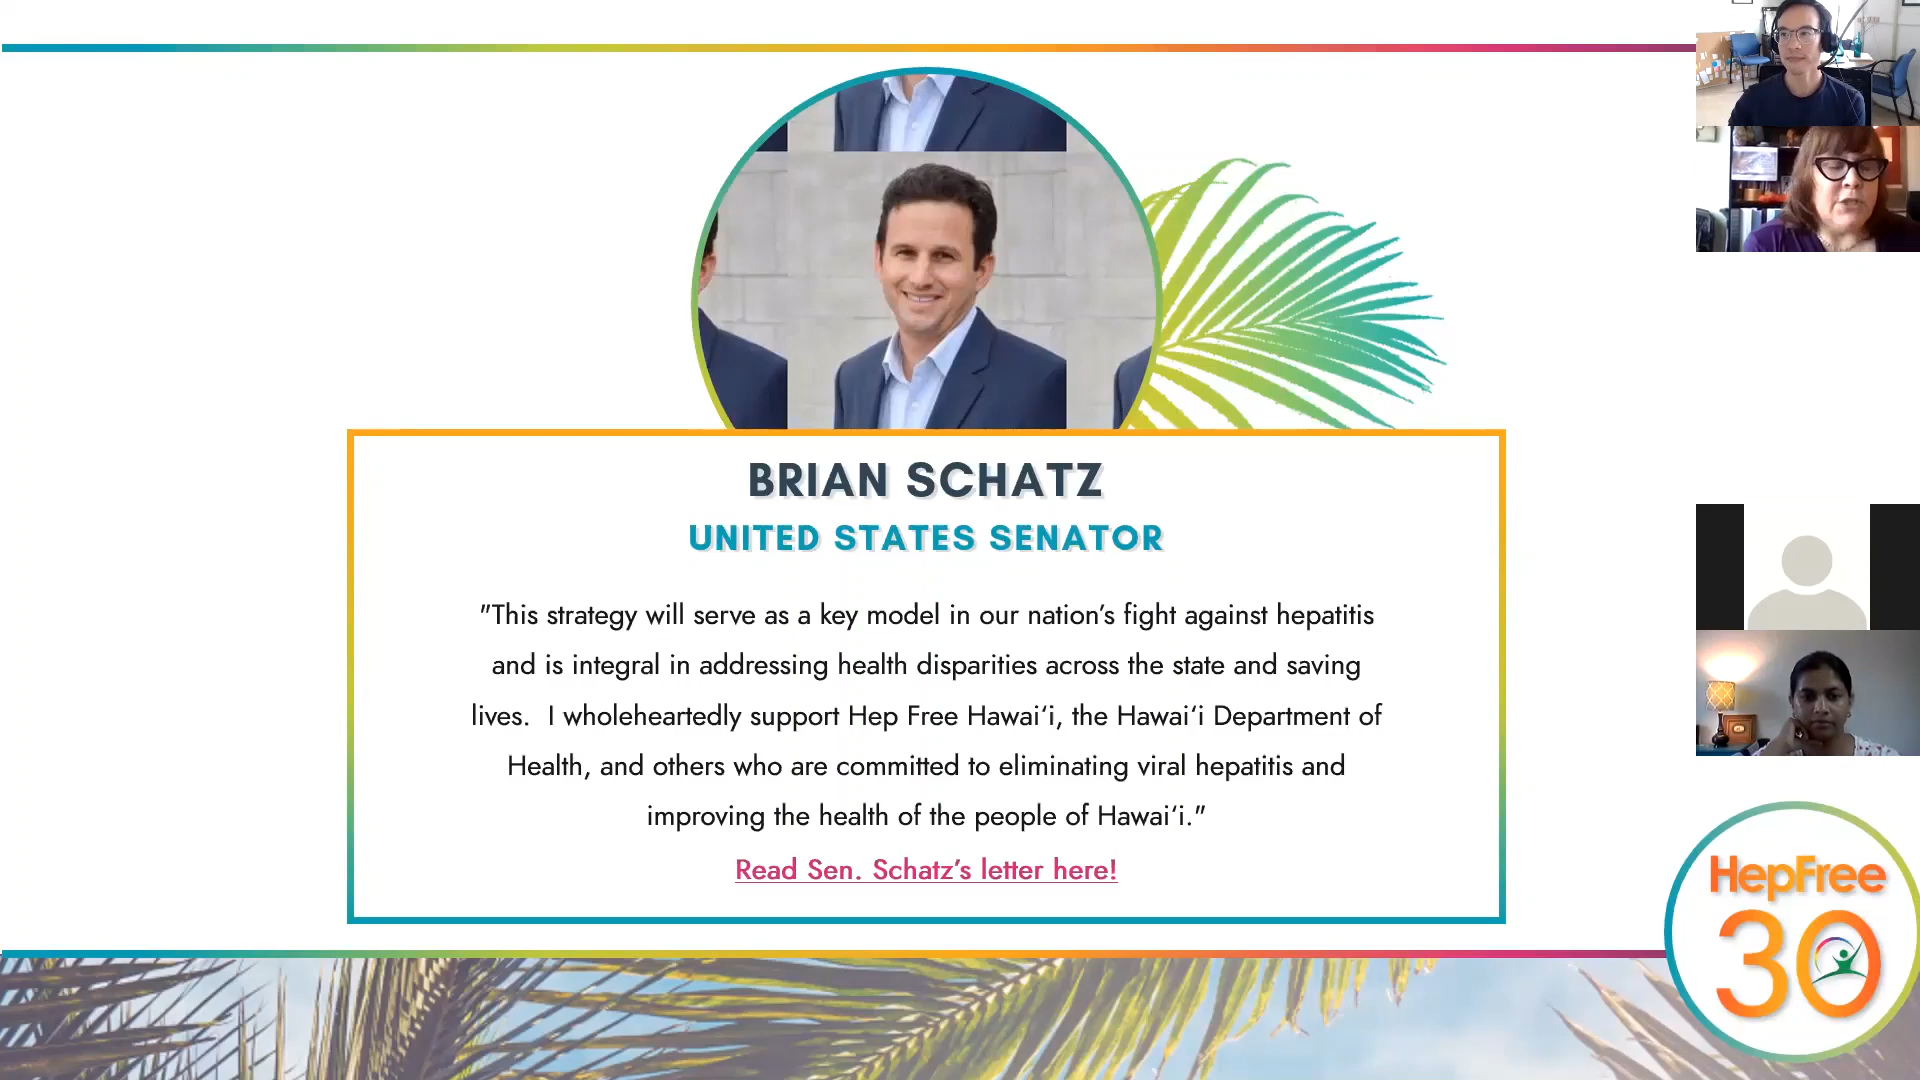 BRIAN SCHATZ
UNITED STATES SENATOR
"This strategy will serve as a key model in our nation’s fight against hepatitis
and is integral in addressing health disparities across the state and saving
lives.  I wholeheartedly support Hep Free Hawai‘i, the Hawai‘i Department of
Health, and others who are committed to eliminating viral hepatitis and
improving the health of the people of Hawai‘i."
Read Sen. Schatz’s letter here!
HepFree
30